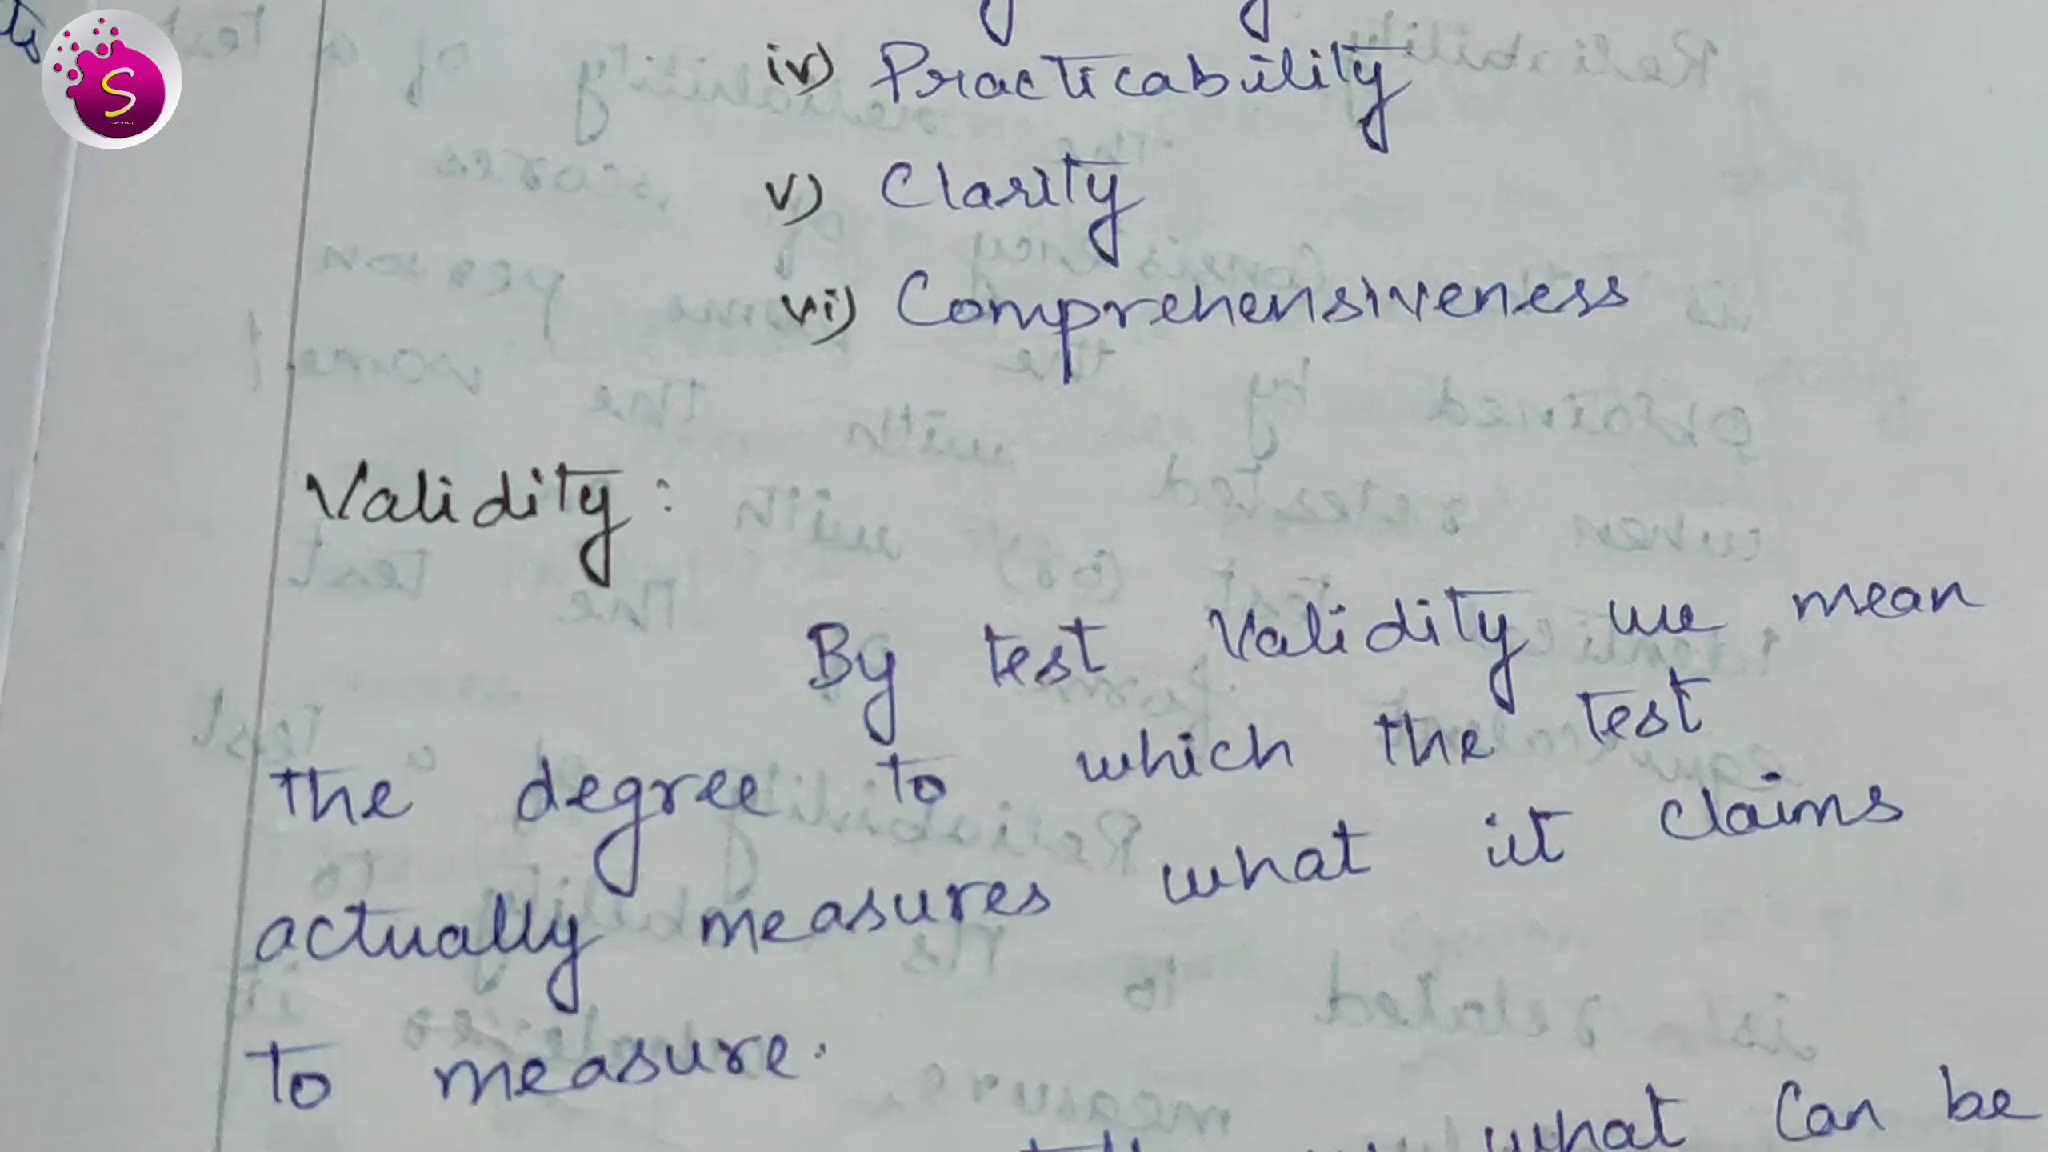 iv) Practicability
v) Clarity
vi) Comprehensiveness
Validity :
By test Validity we mean
the degree to which the test
actually measures what it claims
to measure.
what can be
S
to